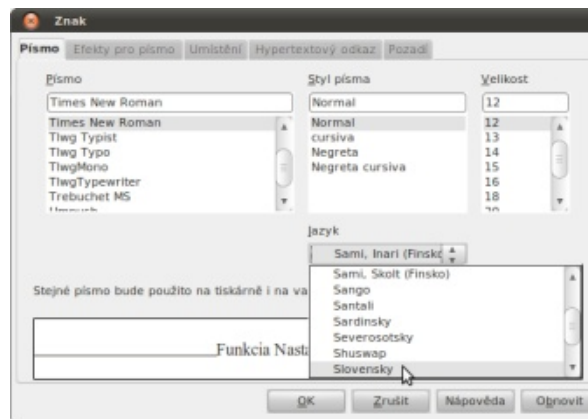 Znak
Písmo Efekty pro písmo Umístění Hypertextový odkaz Pozadí
Písmo
Times New Roman
Times New Roman
Tlwg Typist
Tlwg Typo
TlwgMono
TlwgTypewriter
Trebuchet MS
Styl písma
Normal
Normal
cursiva
Negreta
Negreta cursiva
Velikost
12
12
13
14
15
16
18
20
Jazyk
Sami, Inari (Finsko
Sami, Skolt (Finsko)
Sango
Santali
Sardinsky
Severosotsky
Shuswap
Slovensky
Stejné písmo bude použito na tiskárně i na va
Funkcia Nasta
OK Zrušit Nápověda Obnovit